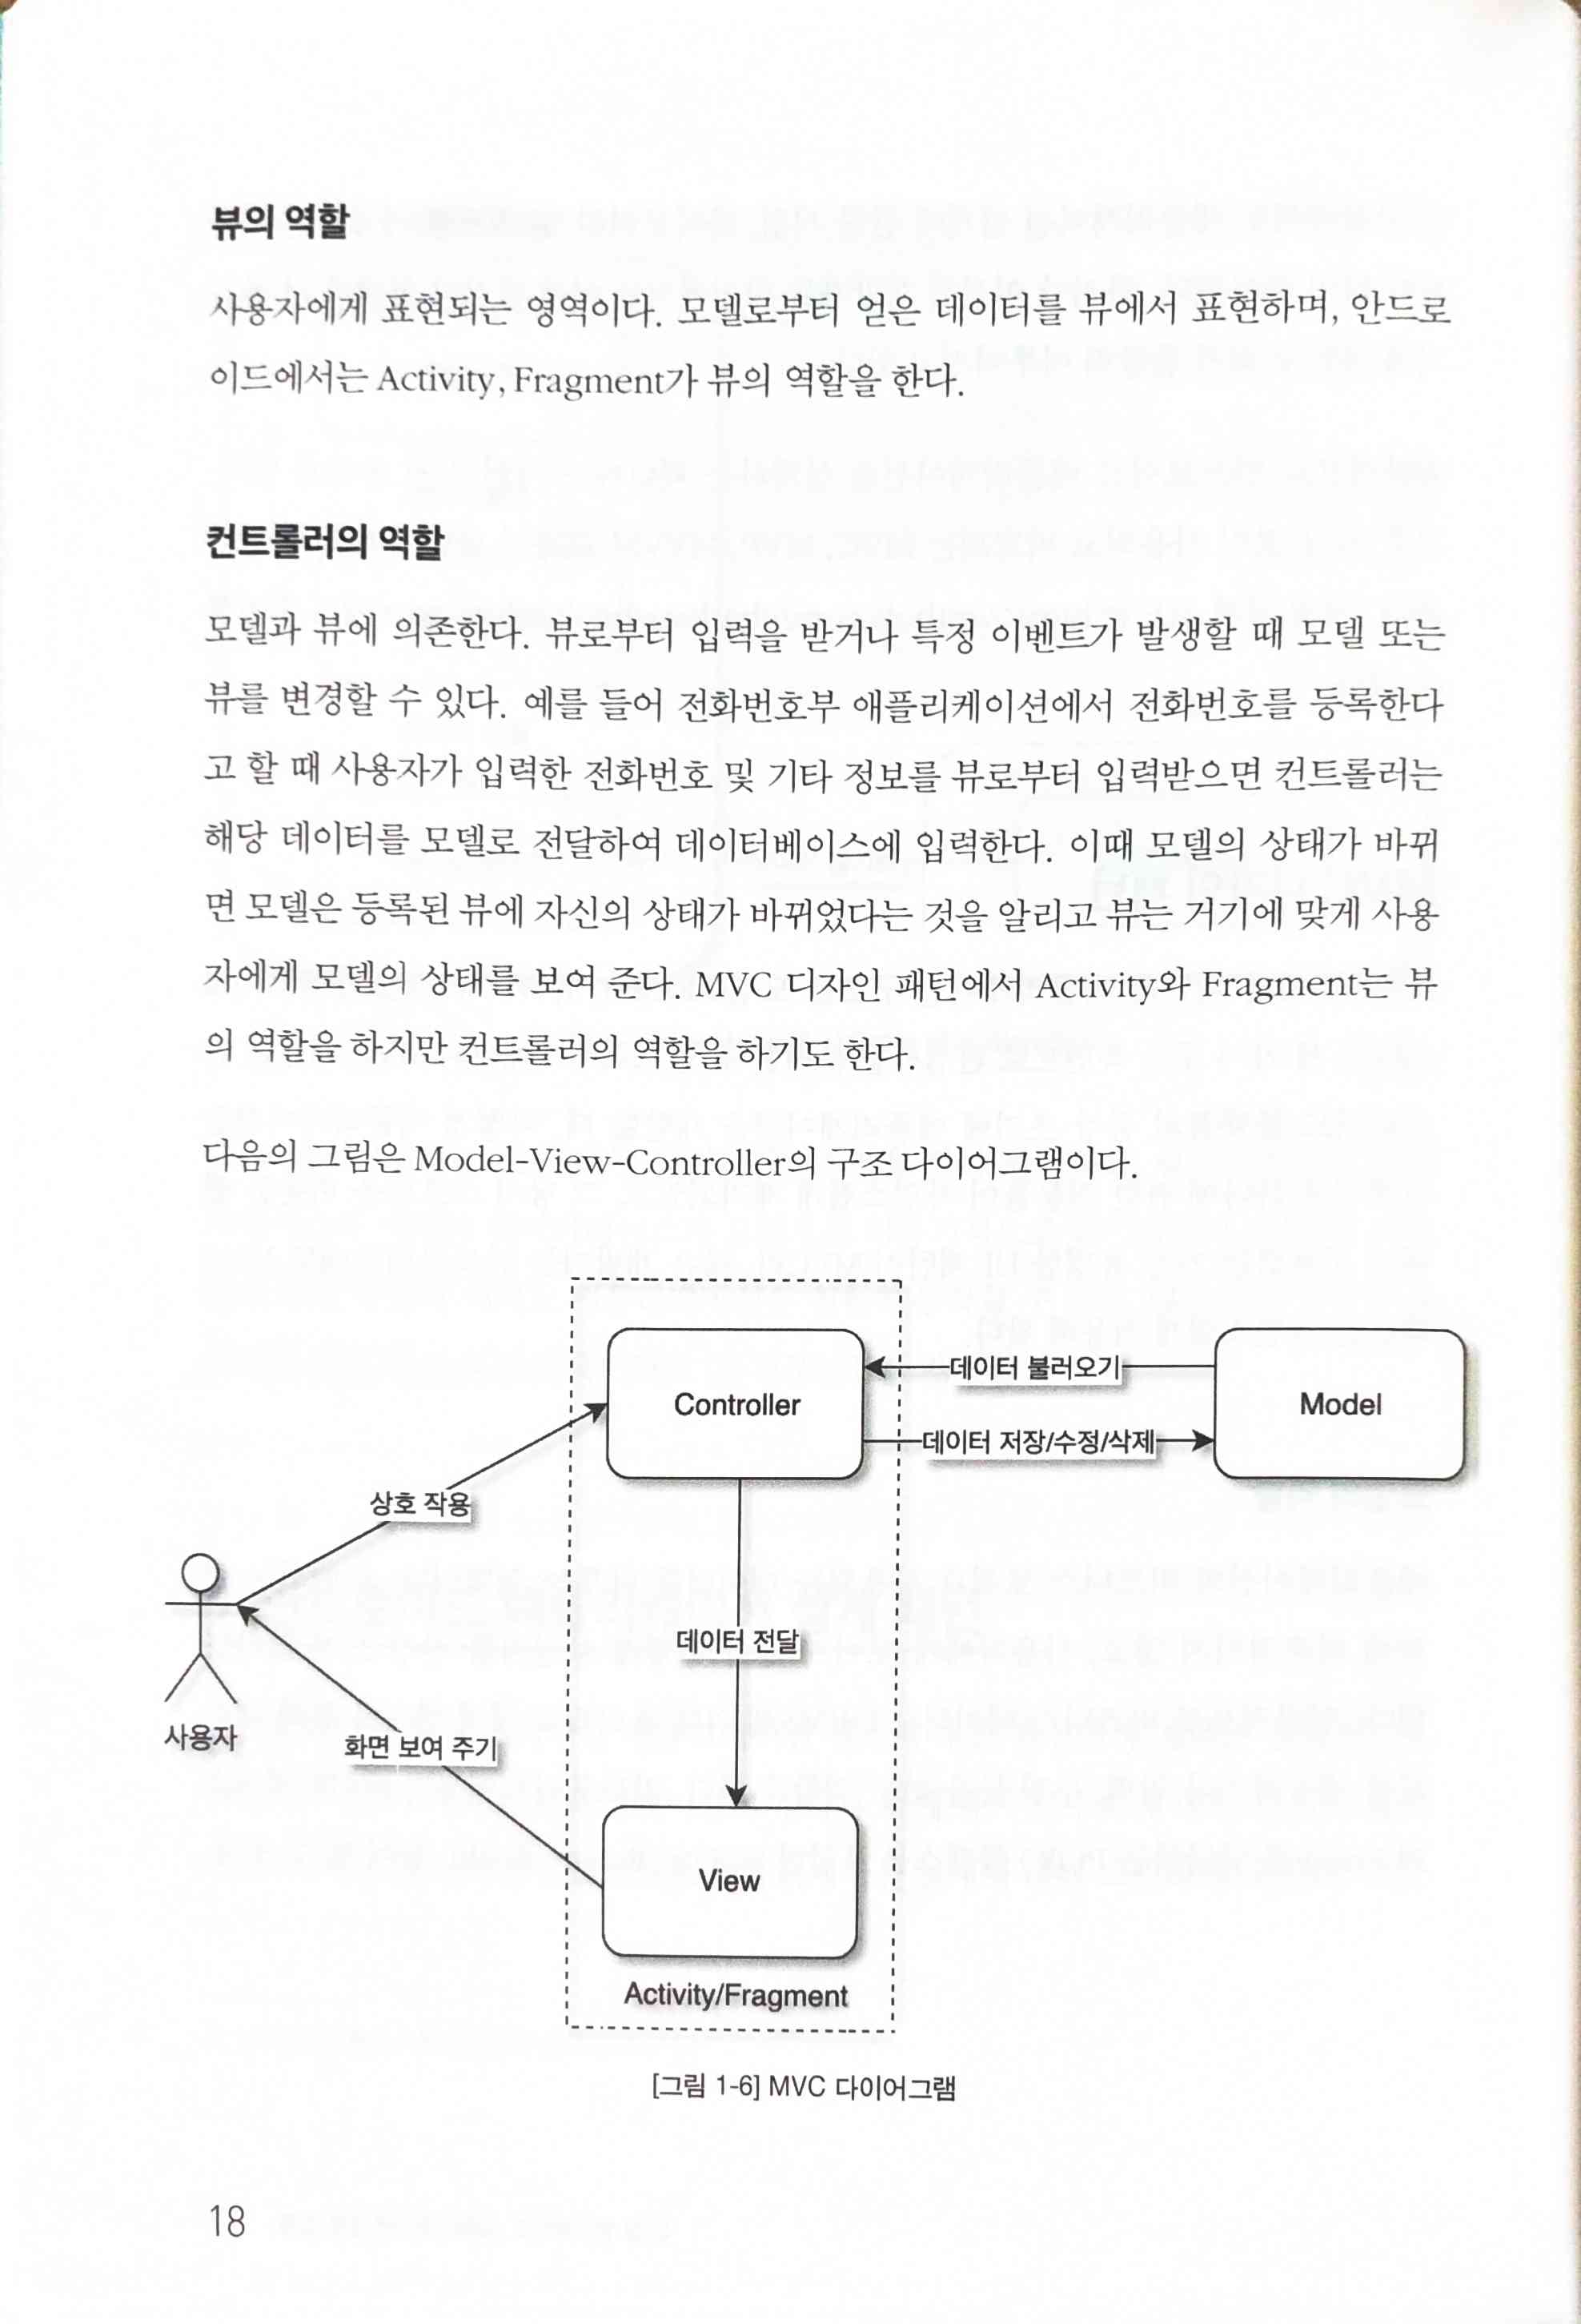 뷰의 역할
사용자에게 표현되는 영역이다. 모델로부터 얻은 데이터를 뷰에서 표현하며, 안드로
이드에서는 Activity, Fragment가 뷰의 역할을 한다.
컨트롤러의 역할
모델과 뷰에 의존한다. 뷰로부터 입력을 받거나 특정 이벤트가 발생할 때 모델 또는
뷰를 변경할 수 있다. 예를 들어 전화번호부 애플리케이션에서 전화번호를 등록한다
고 할 때 사용자가 입력한 전화번호 및 기타 정보를 뷰로부터 입력받으면 컨트롤러는
해당 데이터를 모델로 전달하여 데이터베이스에 입력한다. 이때 모델의 상태가 바뀌
면 모델은 등록된 뷰에 자신의 상태가 바뀌었다는 것을 알리고 뷰는 거기에 맞게 사용
자에게 모델의 상태를 보여 준다. MVC 디자인 패턴에서 Activity와 Fragment는 뷰
의 역할을 하지만 컨트롤러의 역할을 하기도 한다.
다음의 그림은 Model-View-Controller의 구조 다이어그램이다.
데이터 불러오기
Controller
Model
데이터 저장/수정/삭제
상호 작용
데이터 전달
사용자
화면 보여 주기
View
Activity/Fragment
[그림 1-6] MVC 다이어그램
18